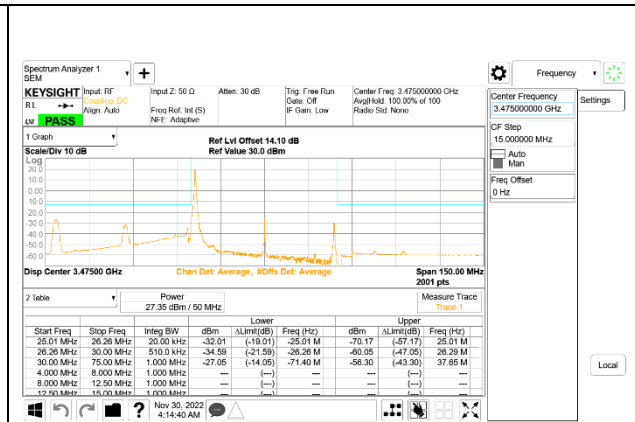 Spectrum Analyzer 1
SEM
+
Frequency
KEYSIGHT Input: RF Input Z: 50 Ω Atten: 30 dB Trig: Free Run Center Freq: 3.475000000 GHz
RL Coupling: DC Gate: Off Avg|Hold: 100.00% of 100
Align: Auto Freq Ref: Int (S) IF Gain: Low Radio Std: None
PASS NFE: Adaptive
Center Frequency
3.475000000 GHz
Settings
CF Step
15.000000 MHz
Auto
Man
Freq Offset
0 Hz
Local
1 Graph
Ref Lvl Offset 14.10 dB
Scale/Div 10 dB Ref Value 30.0 dBm
Log
20.0
10.0
0.00
-10.0
-20.0
-30.0
-40.0
-50.0
-60.0
Disp Center 3.47500 GHz Chan Det: Average , #Offs Det: Average Span 150.00 MHz
2001 pts
2 Table Power Measure Trace
27.35 dBm / 50 MHz Trace 1
Lower Upper
Start Freq Stop Freq Integ BW dBm ΔLimit(dB) Freq (Hz) dBm ΔLimit(dB) Freq (Hz)
25.01 MHz 26.26 MHz 20.00 kHz -32.01 (-19.01) -25.01 M -70.17 (-57.17) 25.01 M
26.26 MHz 30.00 MHz 510.0 kHz -34.59 (-21.59) -26.26 M -60.05 (-47.05) 26.29 M
30.00 MHz 75.00 MHz 1.000 MHz -27.05 (-14.05) -71.40 M -56.30 (-43.30) 37.65 M
4.000 MHz 8.000 MHz 1.000 MHz --- (---) --- --- (---) ---
8.000 MHz 12.50 MHz 1.000 MHz --- (---) --- --- (---) ---
12.50 MHz 15.00 MHz 1.000 MHz --- (---) --- --- (---) ---
? Nov 30, 2022
4:14:40 AM